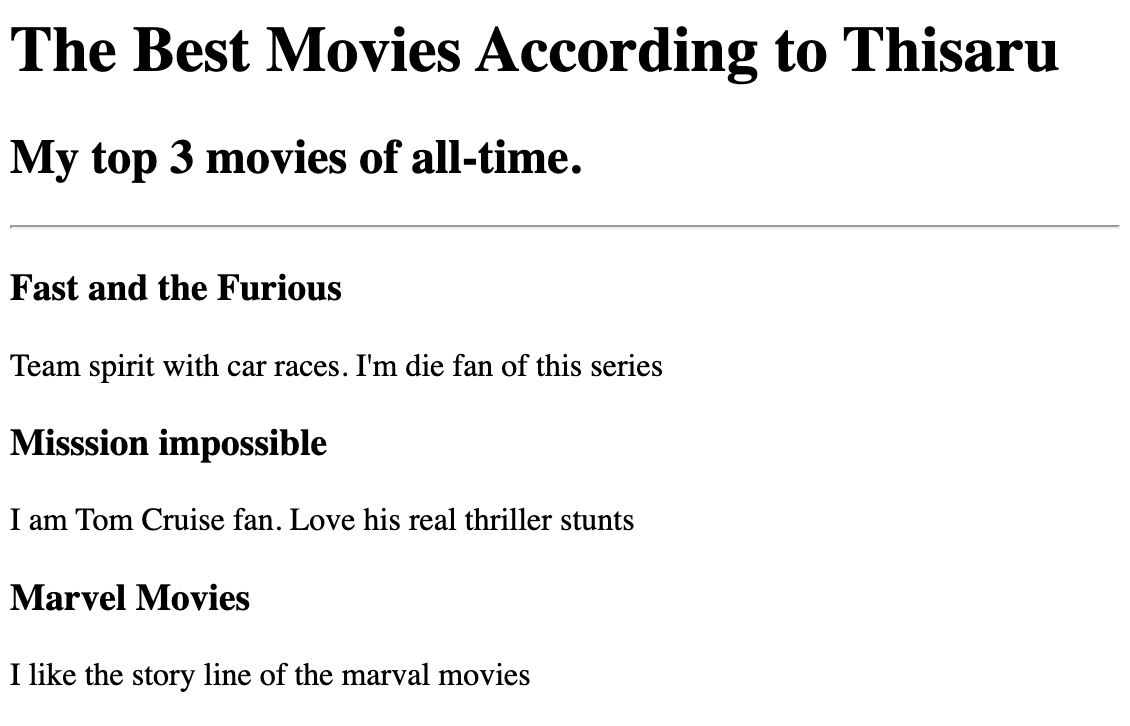 The Best Movies According to Thisaru
My top 3 movies of all-time.
Fast and the Furious
Team spirit with car races. I'm die fan of this series
Misssion impossible
I am Tom Cruise fan. Love his real thriller stunts
Marvel Movies
I like the story line of the marval movies